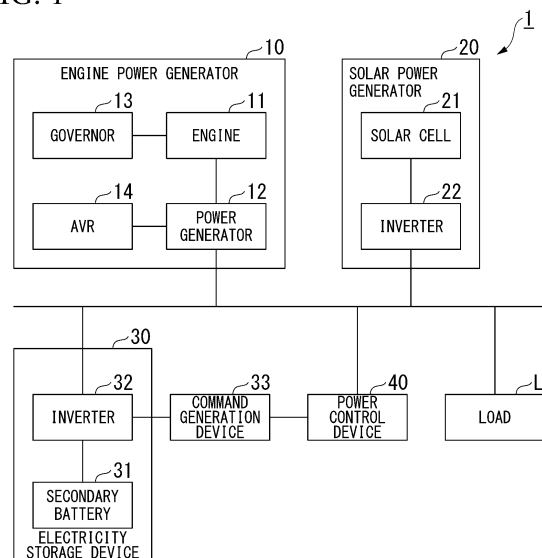 1
10
ENGINE POWER GENERATOR
13
11
GOVERNOR
ENGINE
14
12
AVR
POWER
GENERATOR
20
SOLAR POWER
GENERATOR
21
SOLAR CELL
22
INVERTER
30
32
INVERTER
33
COMMAND
GENERATION
DEVICE
40
POWER
CONTROL
DEVICE
L
LOAD
31
SECONDARY
BATTERY
ELECTRICITY
STORAGE DEVICE